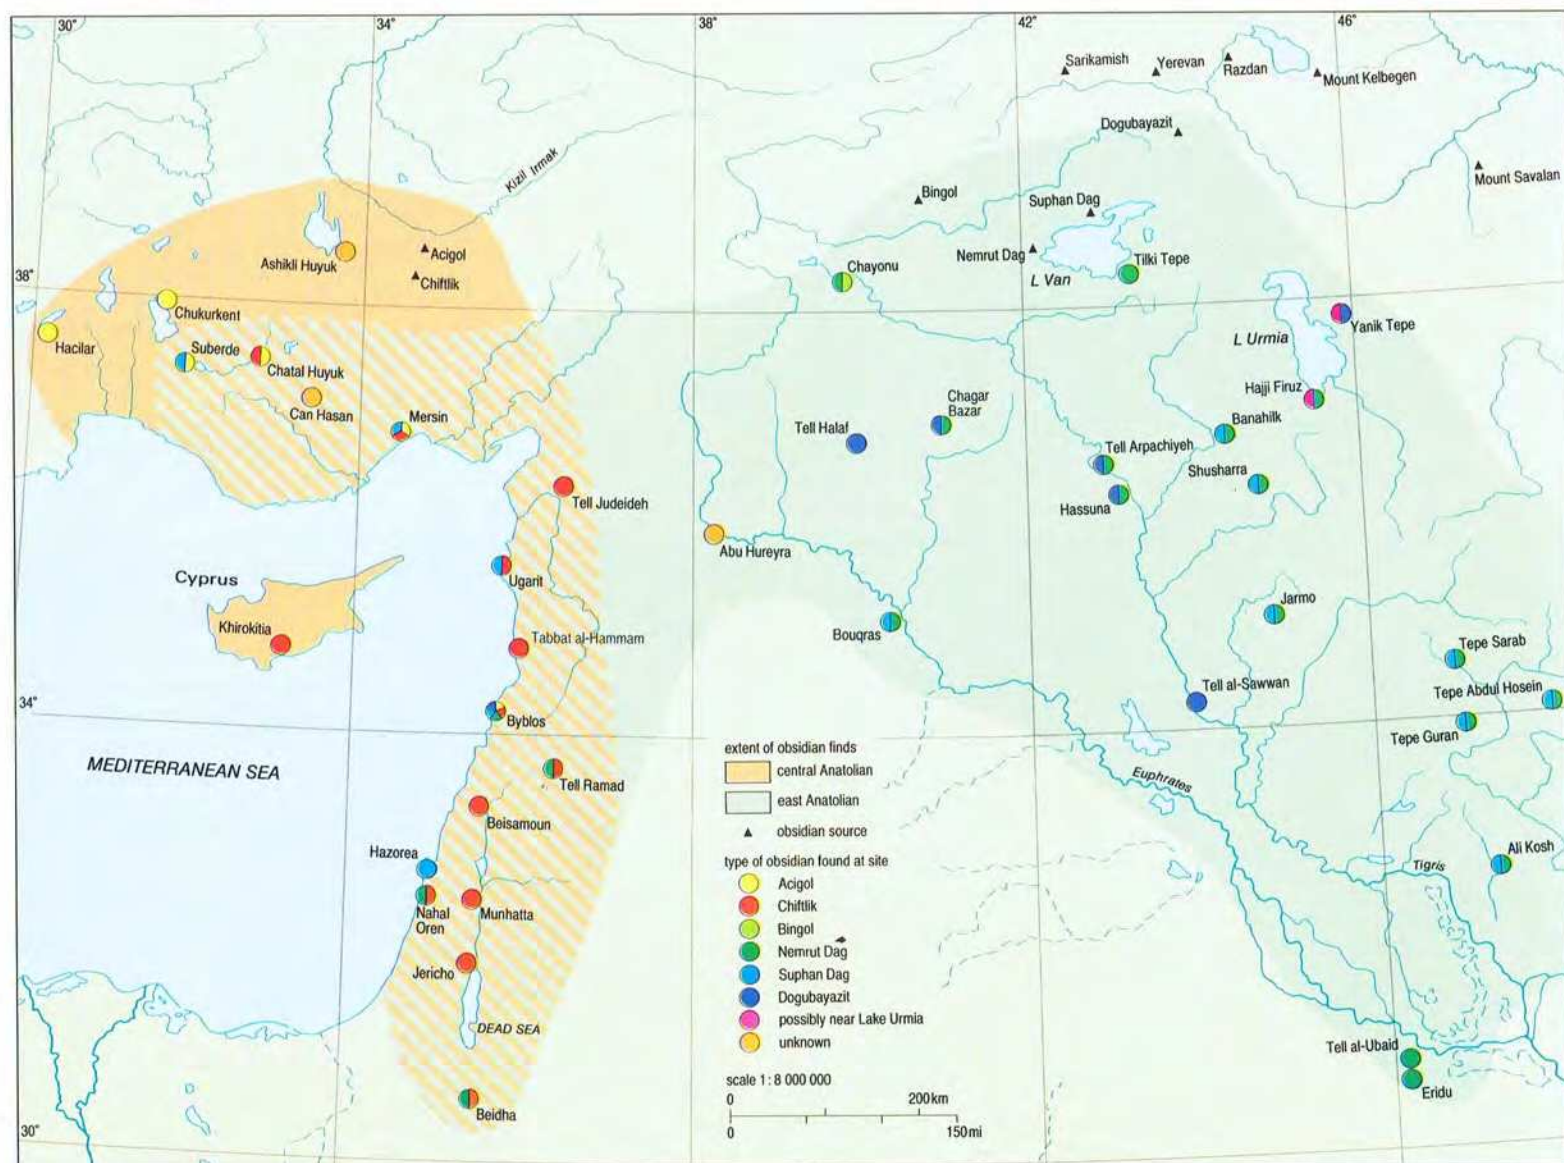 30°
34°
38°
42°
46°
Sarikamish
Yerevan
Razdan
Mount Kelbegen
Dogubayazit
Mount Savalan
Kizil Irmak
Bingol
Suphan Dag
Ashikli Huyuk
Acigol
Nemrut Dag
Chiftlik
Chayonu
L Van
Tilki Tepe
38°
Chukurkent
Hacilar
Suberde
Chatal Huyuk
Can Hasan
Mersin
L Urmia
Yanik Tepe
Hajji Firuz
Chagar
Bazar
Tell Halaf
Banahilk
Tell Arpachiyeh
Shusharra
Hassuna
Tell Judeideh
Abu Hureyra
Cyprus
Ugarit
Khirokitia
Tabbat al-Hammam
Bouqras
Jarmo
Tepe Sarab
Tepe Abdul Hosein
Tell al-Sawwan
Tepe Guran
34°
Byblos
MEDITERRANEAN SEA
Tell Ramad
Beisamoun
Hazorea
Nahal
Oren
Munhatta
Jericho
DEAD SEA
Beidha
Euphrates
Tigris
Ali Kosh
Tell al-Ubaid
Eridu
30°
extent of obsidian finds
central Anatolian
east Anatolian
obsidian source
type of obsidian found at site
Acigol
Chiftlik
Bingol
Nemrut Dag
Suphan Dag
Dogubayazit
possibly near Lake Urmia
unknown
scale 1 : 8 000 000
0 200 km
0 150 mi